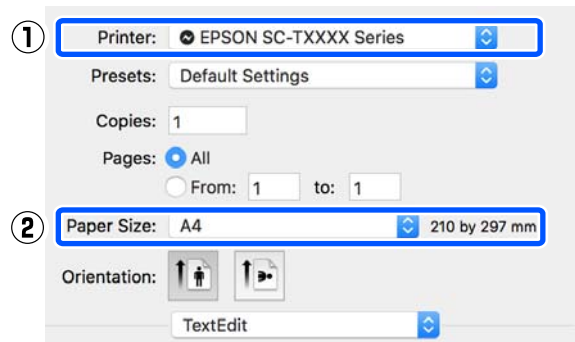 ① Printer: EPSON SC-TXXXX Series
Presets: Default Settings
Copies: 1
Pages: All
From: 1 to: 1
② Paper Size: A4 210 by 297 mm
Orientation:
TextEdit